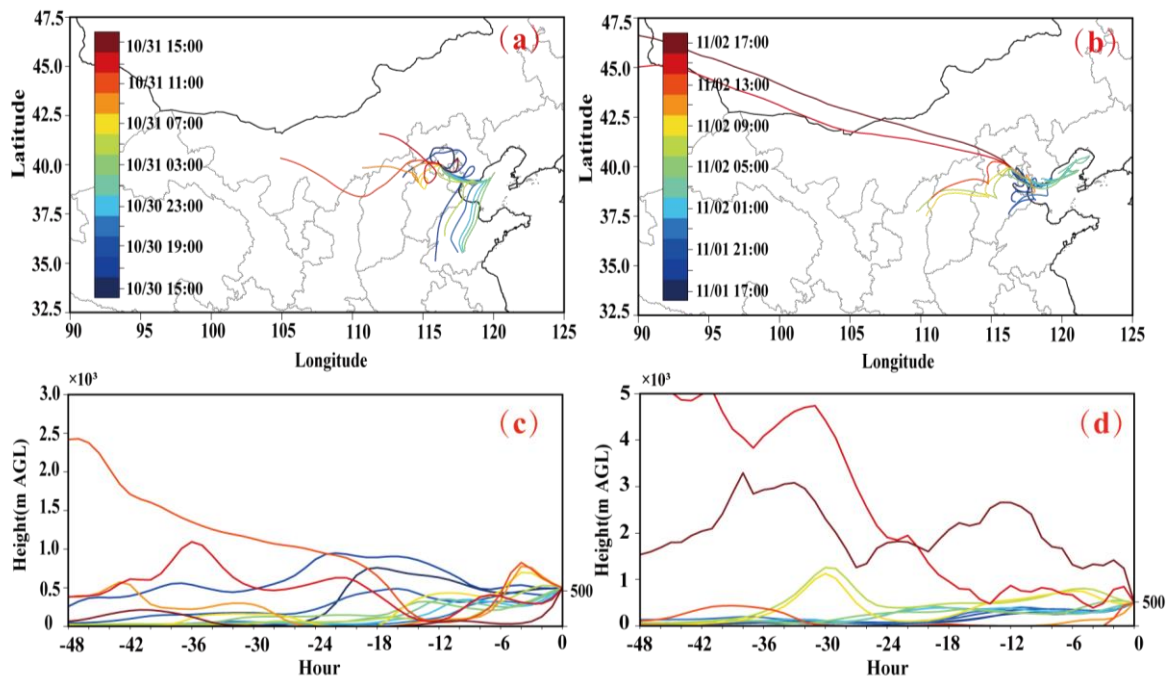 (a)
47.5
45.0
42.5
40.0
37.5
35.0
32.5
Latitude
10/31 15:00
10/31 11:00
10/31 07:00
10/31 03:00
10/30 23:00
10/30 19:00
10/30 15:00
90 95 100 105 110 115 120 125
Longitude
(b)
47.5
45.0
42.5
40.0
37.5
35.0
32.5
Latitude
11/02 17:00
11/02 13:00
11/02 09:00
11/02 05:00
11/02 01:00
11/01 21:00
11/01 17:00
90 95 100 105 110 115 120 125
Longitude
×10³
(c)
3.0
2.5
2.0
1.5
1.0
0.5
0
Height(m AGL)
500
-48 -42 -36 -30 -24 -18 -12 -6 0
Hour
×10³
(d)
5
4
3
2
1
0
Height(m AGL)
500
-48 -42 -36 -30 -24 -18 -12 -6 0
Hour